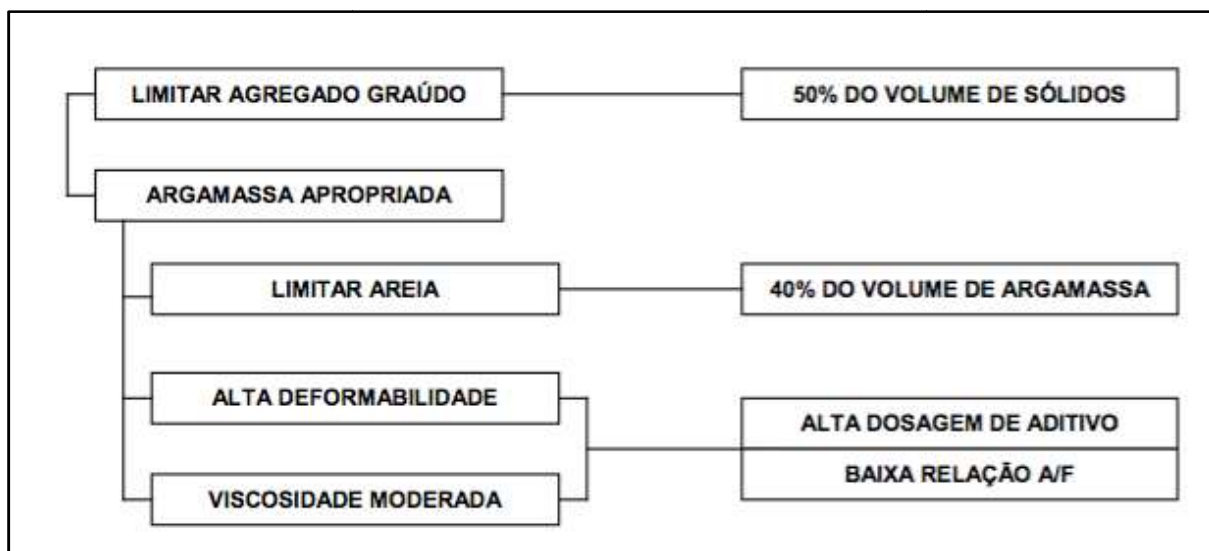 LIMITAR AGREGADO GRAÚDO
50% DO VOLUME DE SÓLIDOS
ARGAMASSA APROPRIADA
LIMITAR AREIA
40% DO VOLUME DE ARGAMASSA
ALTA DEFORMABILIDADE
ALTA DOSAGEM DE ADITIVO
BAIXA RELAÇÃO A/F
VISCOSIDADE MODERADA